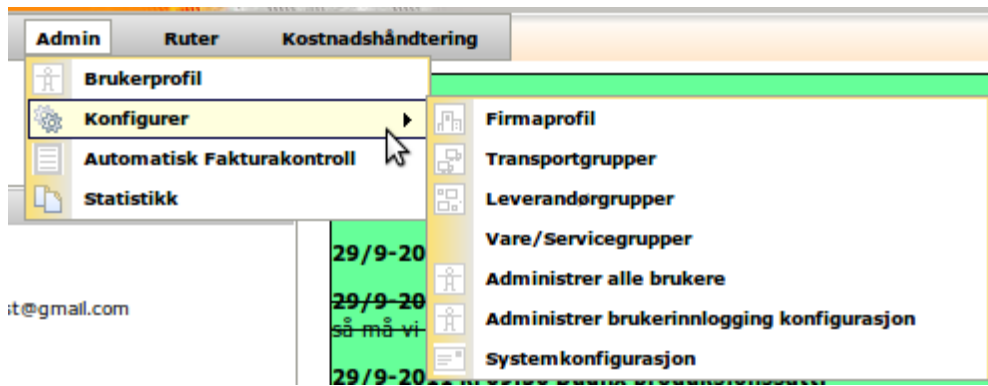 Admin Ruter Kostnadshåndtering
Brukerprofil
Konfigurer
Automatisk Fakturakontroll
Statistikk
Firmaprofil
Transportgrupper
Leverandørgrupper
Vare/Servicegrupper
Administrer alle brukere
Administrer brukerinnlogging konfigurasjon
Systemkonfigurasjon
29/9-20
st@gmail.com
29/9-20
så må vi
29/9-20